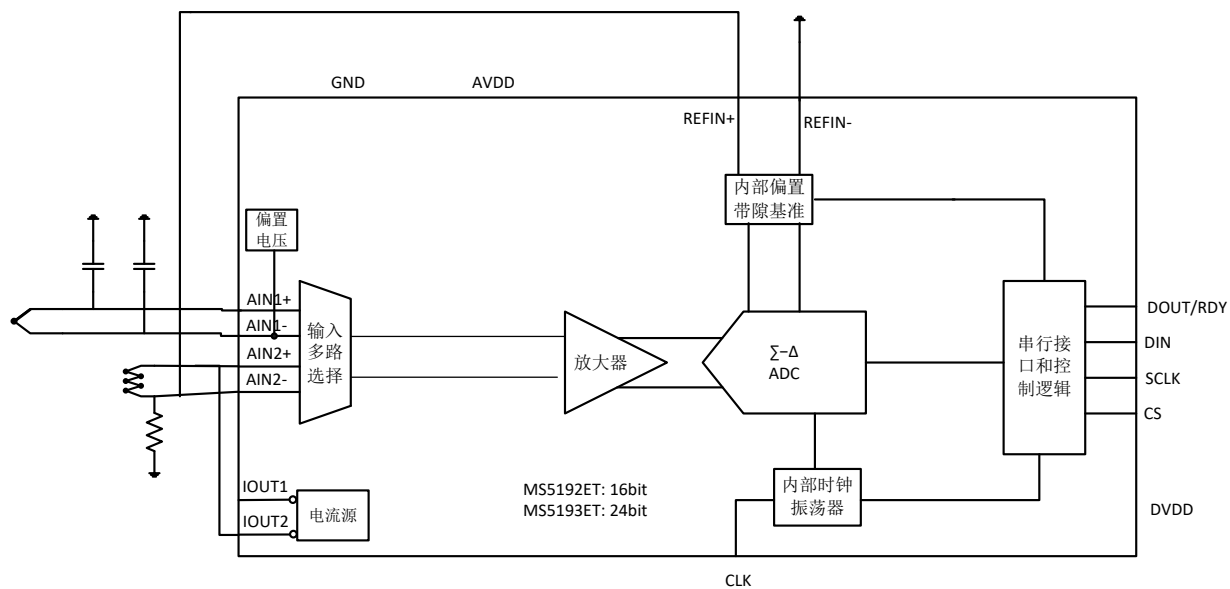 GND
AVDD
REFIN+
REFIN-
内部偏置
带隙基准
偏置
电压
AIN1+
AIN1-
AIN2+
AIN2-
输入
多路
选择
放大器
∑-Δ
ADC
串行接
口和控
制逻辑
DOUT/RDY
DIN
SCLK
CS
IOUT1
IOUT2
电流源
MS5192ET: 16bit
MS5193ET: 24bit
内部时钟
振荡器
DVDD
CLK